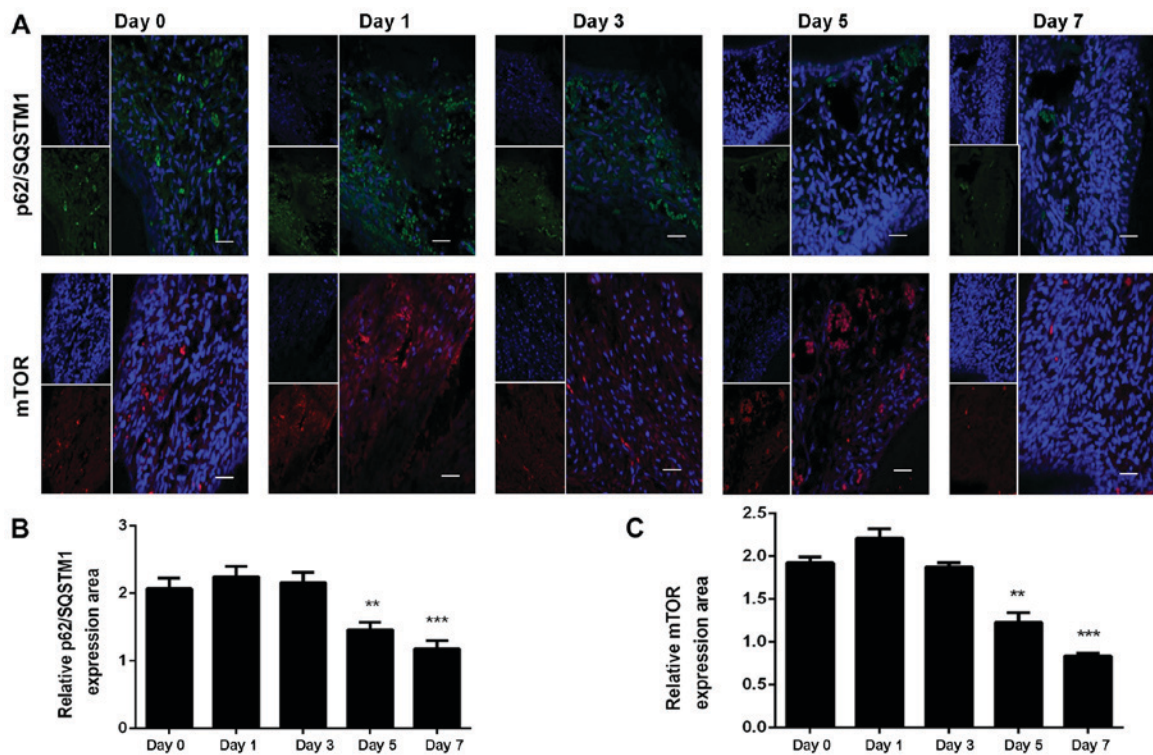 A
Day 0 Day 1 Day 3 Day 5 Day 7
p62/SQSTM1
mTOR
B
Relative p62/SQSTM1
expression area
3
2
1
0
**
***
Day 0 Day 1 Day 3 Day 5 Day 7
C
Relative mTOR
expression area
2.5
2.0
1.5
1.0
0.5
0.0
**
***
Day 0 Day 1 Day 3 Day 5 Day 7